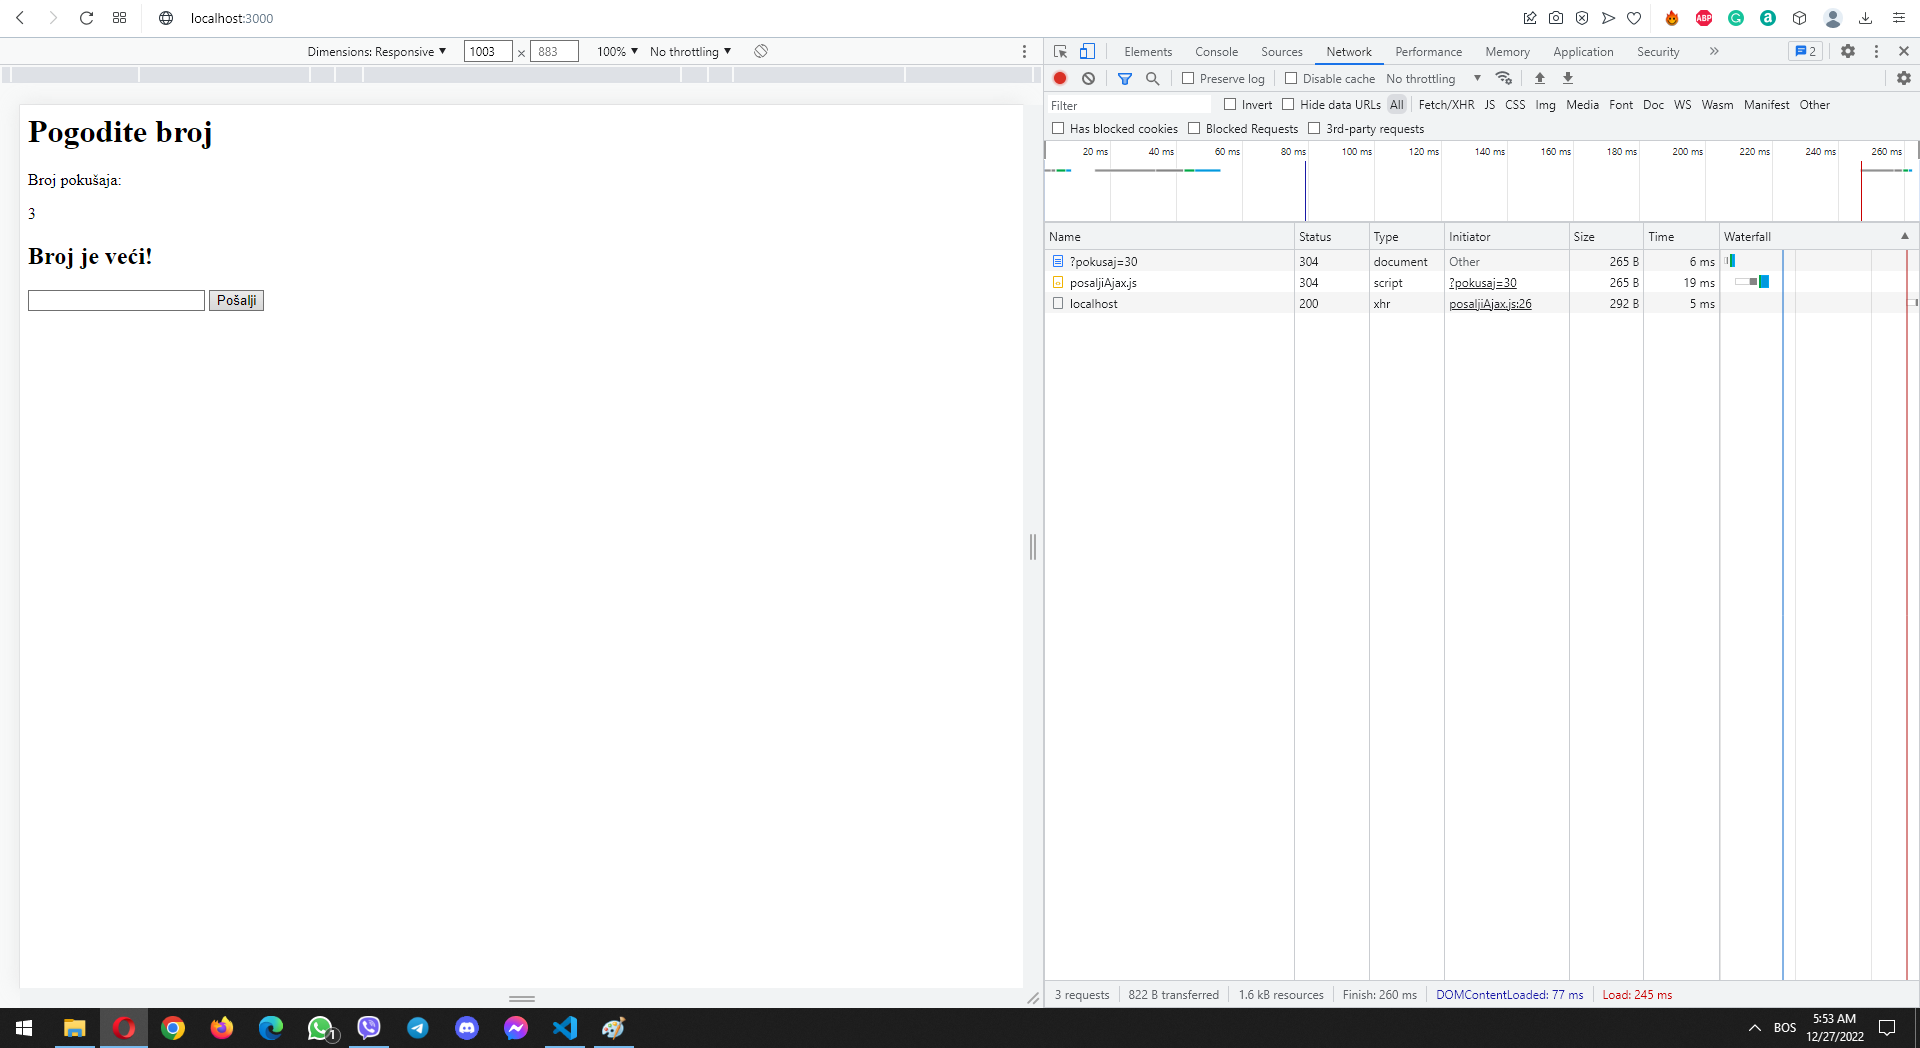 localhost:3000
Dimensions: Responsive ▼ 1003 × 883 100% ▼ No throttling ▼
Elements Console Sources Network Performance Memory Application Security » 2
Preserve log Disable cache No throttling ▼
Filter Invert Hide data URLs All Fetch/XHR JS CSS Img Media Font Doc WS Wasm Manifest Other
Has blocked cookies Blocked Requests 3rd-party requests
20 ms 40 ms 60 ms 80 ms 100 ms 120 ms 140 ms 160 ms 180 ms 200 ms 220 ms 240 ms 260 ms
Name Status Type Initiator Size Time Waterfall
?pokusaj=30 304 document Other 265 B 6 ms
posaljiAjax.js 304 script ?pokusaj=30 265 B 19 ms
localhost 200 xhr posaljiAjax.js:26 292 B 5 ms
3 requests 822 B transferred 1.6 kB resources Finish: 260 ms DOMContentLoaded: 77 ms Load: 245 ms
Pogodite broj
Broj pokušaja:
3
Broj je veći!
Pošalji
ABP
1
BOS
5:53 AM
12/27/2022